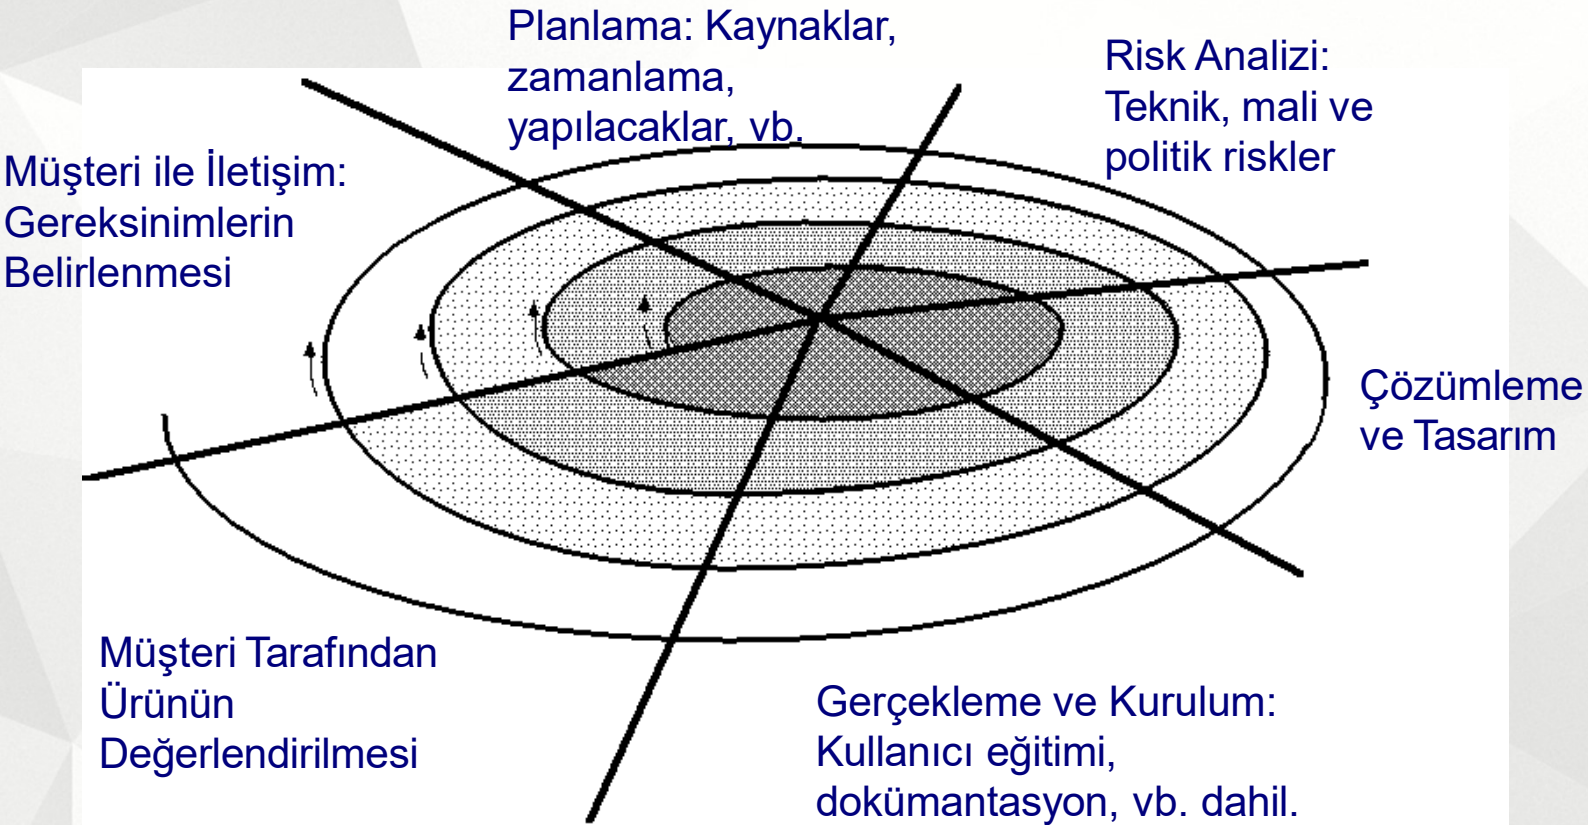 Planlama: Kaynaklar,
zamanlama,
yapılacaklar, vb.
Risk Analizi:
Teknik, mali ve
politik riskler
Müşteri ile İletişim:
Gereksinimlerin
Belirlenmesi
Çözümleme
ve Tasarım
Müşteri Tarafından
Ürünün
Değerlendirilmesi
Gerçekleme ve Kurulum:
Kullanıcı eğitimi,
dokümantasyon, vb. dahil.